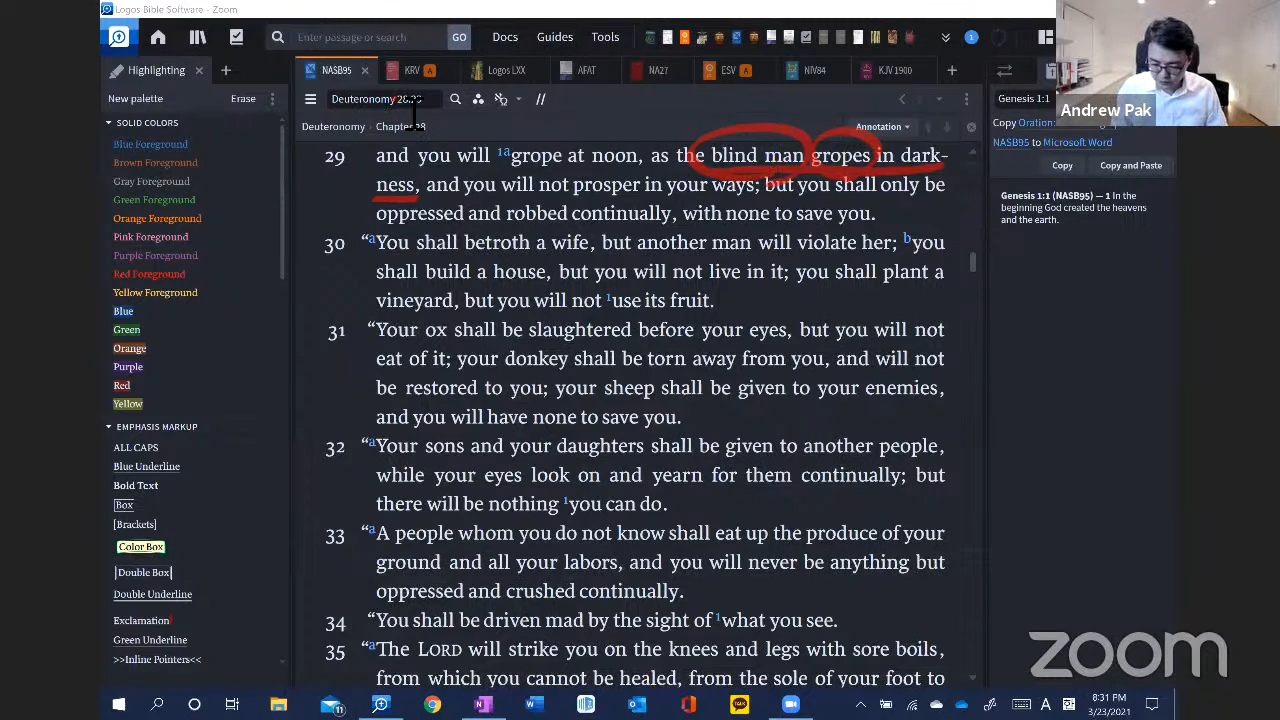 Logos Bible Software - Zoom
Enter passage or search
GO
Docs
Guides
Tools
1
Highlighting
NASB95
KRV A
Logos LXX
AFAT
NA27
ESV A
NIV84
KJV 1900
New palette
Erase
Deuteronomy
Genesis 1:1
Andrew Pak
Deuteronomy › Chapter
Annotation
Copy
NASB95 to Microsoft Word
Copy
Copy and Paste
Genesis 1:1 (NASB95) — 1 In the
beginning God created the heavens
and the earth.
SOLID COLORS
Blue Foreground
Brown Foreground
Gray Foreground
Green Foreground
Orange Foreground
Pink Foreground
Purple Foreground
Red Foreground
Yellow Foreground
Blue
Green
Orange
Purple
Red
Yellow
EMPHASIS MARKUP
ALL CAPS
Blue Underline
Bold Text
Box
[Brackets]
Color Box
Double Box
Double Underline
Exclamation!
Green Underline
>>Inline Pointers<<
29 and you will 1a grope at noon, as the blind man gropes in dark-
ness, and you will not prosper in your ways; but you shall only be
oppressed and robbed continually, with none to save you.
30 “aYou shall betroth a wife, but another man will violate her; byou
shall build a house, but you will not live in it; you shall plant a
vineyard, but you will not 1use its fruit.
31 “Your ox shall be slaughtered before your eyes, but you will not
eat of it; your donkey shall be torn away from you, and will not
be restored to you; your sheep shall be given to your enemies,
and you will have none to save you.
32 “aYour sons and your daughters shall be given to another people,
while your eyes look on and yearn for them continually; but
there will be nothing 1you can do.
33 “aA people whom you do not know shall eat up the produce of your
ground and all your labors, and you will never be anything but
oppressed and crushed continually.
34 “You shall be driven mad by the sight of 1what you see.
35 “aThe LORD will strike you on the knees and legs with sore boils,
from which you cannot be healed, from the sole of your foot to
zoom
11
TALK
A
8:31 PM
3/23/2021